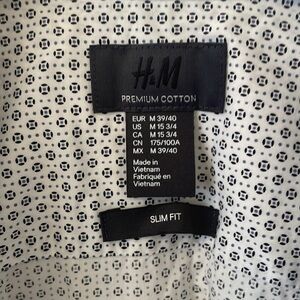 H&M
PREMIUM COTTON
EUR M 39/40
US M 15 3/4
CA M 15 3/4
CN 175/100A
MX M 39/40
Made in
Vietnam
Fabriqué en
Vietnam
SLIM FIT